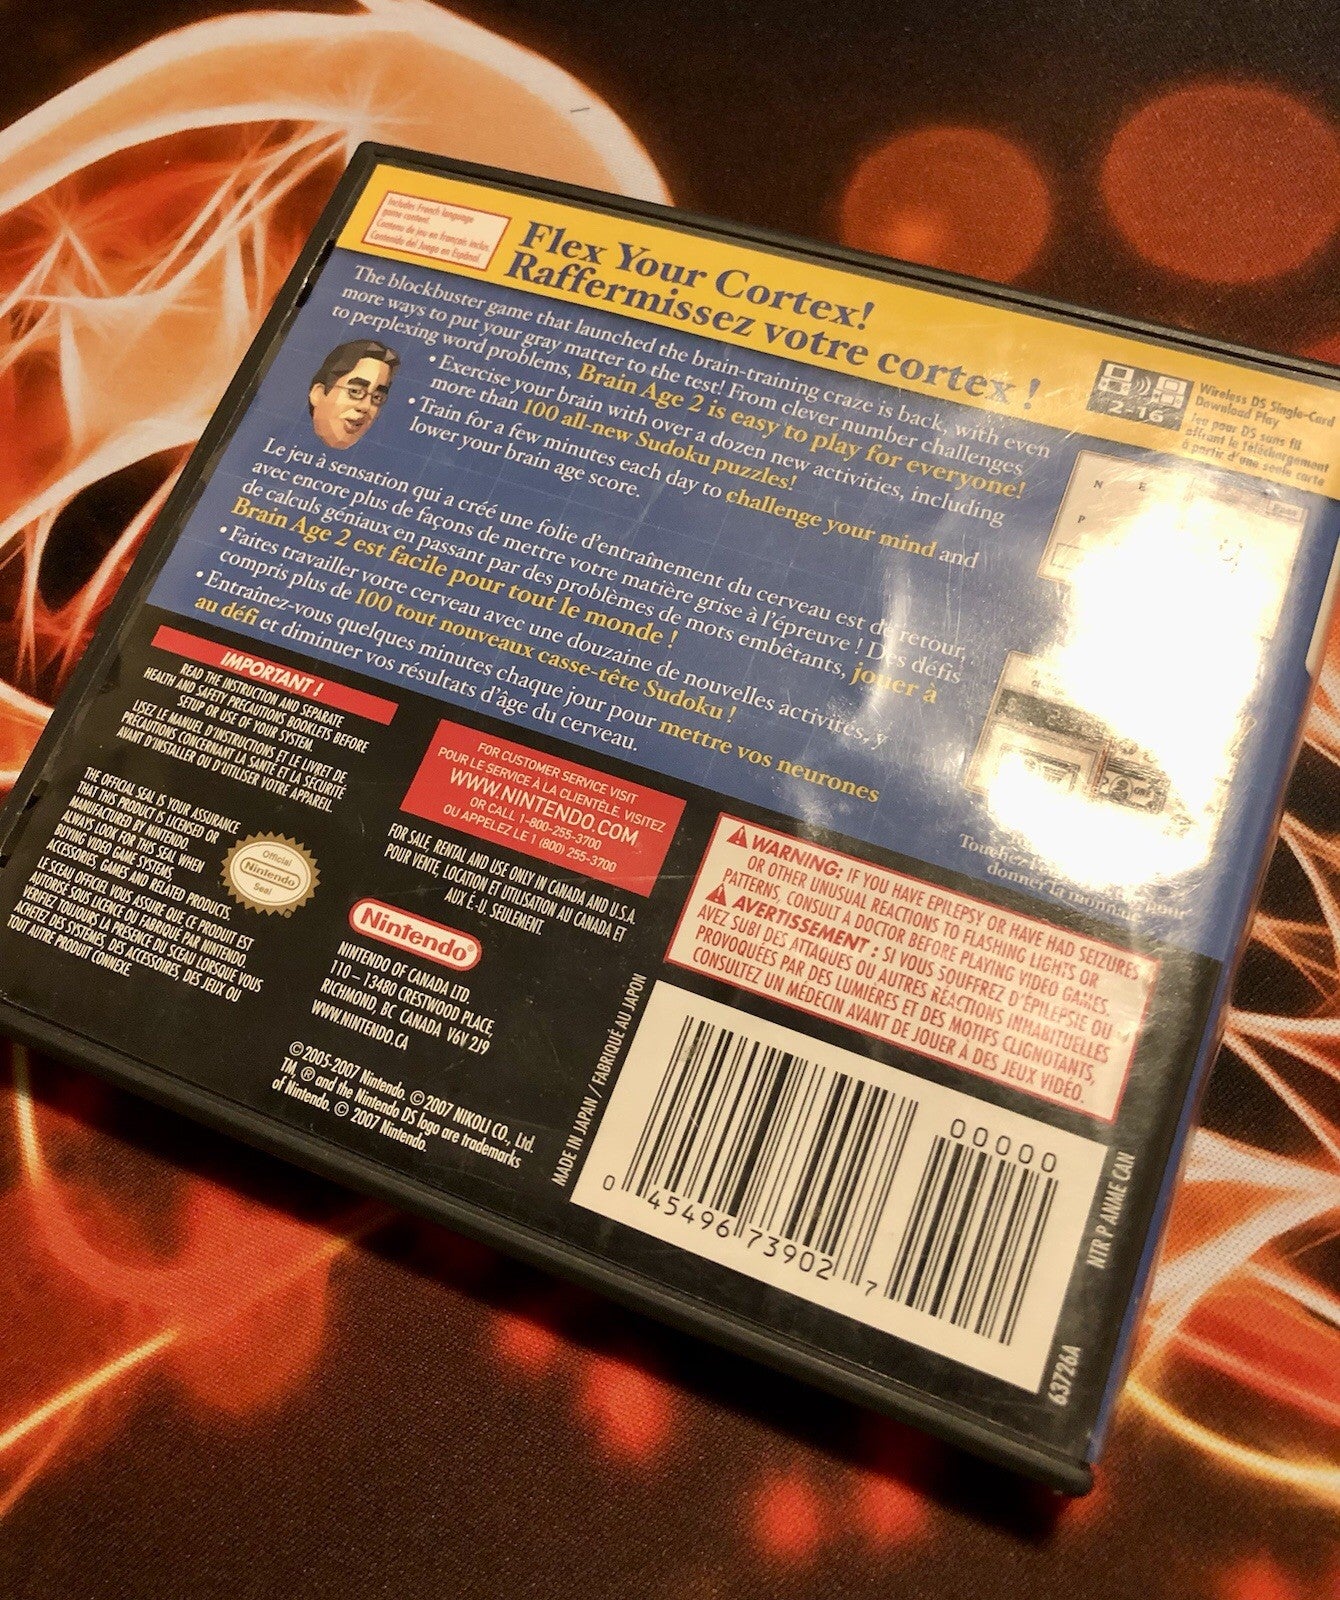 Includes French language
game content.
Contenu de jeu en français inclus.
Contenido del Juego en Español
Flex Your Cortex!
Raffermissez votre cortex !
2-16
Wireless DS Single-Card
Download Play
Jeu pour DS sans fil
offrant le téléchargement
à partir d'une seule carte
The blockbuster game that launched the brain-training craze is back, with even
more ways to put your gray matter to the test! From clever number challenges
to perplexing word problems, Brain Age 2 is easy to play for everyone!
• Exercise your brain with over a dozen new activities, including
more than 100 all-new Sudoku puzzles!
• Train for a few minutes each day to challenge your mind and
lower your brain age score.
Le jeu à sensation qui a créé une folie d'entraînement du cerveau est de retour,
avec encore plus de façons de mettre votre matière grise à l'épreuve ! Des défis
de calculs géniaux en passant par des problèmes de mots embêtants, jouer à
Brain Age 2 est facile pour tout le monde !
• Faites travailler votre cerveau avec une douzaine de nouvelles activités, y
compris plus de 100 tout nouveaux casse-tête Sudoku !
• Entraînez-vous quelques minutes chaque jour pour mettre vos neurones
au défi et diminuer vos résultats d'âge du cerveau.
N E
P
donner la monnaie
IMPORTANT !
READ THE INSTRUCTION AND SEPARATE
HEALTH AND SAFETY PRECAUTIONS BOOKLETS BEFORE
SETUP OR USE OF YOUR SYSTEM.
LISEZ LE MANUEL D'INSTRUCTIONS ET LE LIVRET DE
PRÉCAUTIONS CONCERNANT LA SANTÉ ET LA SÉCURITÉ
AVANT D'INSTALLER OU D'UTILISER VOTRE APPAREIL.
THE OFFICIAL SEAL IS YOUR ASSURANCE
THAT THIS PRODUCT IS LICENSED OR
MANUFACTURED BY NINTENDO.
ALWAYS LOOK FOR THIS SEAL WHEN
BUYING VIDEO GAME SYSTEMS,
ACCESSORIES, GAMES AND RELATED PRODUCTS.
LE SCEAU OFFICIEL VOUS ASSURE QUE CE PRODUIT EST
AUTORISÉ SOUS LICENCE OU FABRIQUÉ PAR NINTENDO.
VÉRIFIEZ TOUJOURS LA PRÉSENCE DU SCEAU LORSQUE VOUS
ACHETEZ DES SYSTÈMES, DES ACCESSOIRES, DES JEUX OU
TOUT AUTRE PRODUIT CONNEXE.
Official
Nintendo
Seal
FOR CUSTOMER SERVICE VISIT
POUR LE SERVICE À LA CLIENTÈLE, VISITEZ
WWW.NINTENDO.COM
OR CALL 1-800-255-3700
OU APPELEZ LE 1 (800) 255-3700
FOR SALE, RENTAL AND USE ONLY IN CANADA AND U.S.A.
POUR VENTE, LOCATION ET UTILISATION AU CANADA ET
AUX É.-U. SEULEMENT.
Nintendo®
NINTENDO OF CANADA LTD.
110 – 13480 CRESTWOOD PLACE,
RICHMOND, BC CANADA V6V 2J9
WWW.NINTENDO.CA
© 2005-2007 Nintendo. © 2007 NIKOLI CO., Ltd.
TM, ® and the Nintendo DS logo are trademarks
of Nintendo. © 2007 Nintendo.
WARNING: IF YOU HAVE EPILEPSY OR HAVE HAD SEIZURES
OR OTHER UNUSUAL REACTIONS TO FLASHING LIGHTS OR
PATTERNS, CONSULT A DOCTOR BEFORE PLAYING VIDEO GAMES.
AVERTISSEMENT : SI VOUS SOUFFREZ D'ÉPILEPSIE OU
AVEZ SUBI DES ATTAQUES OU AUTRES RÉACTIONS INHABITUELLES
PROVOQUÉES PAR DES LUMIÈRES ET DES MOTIFS CLIGNOTANTS,
CONSULTEZ UN MÉDECIN AVANT DE JOUER À DES JEUX VIDÉO.
MADE IN JAPAN / FABRIQUÉ AU JAPON
00000
0 45496 73902 7
NTR P ANME CAN
63726A